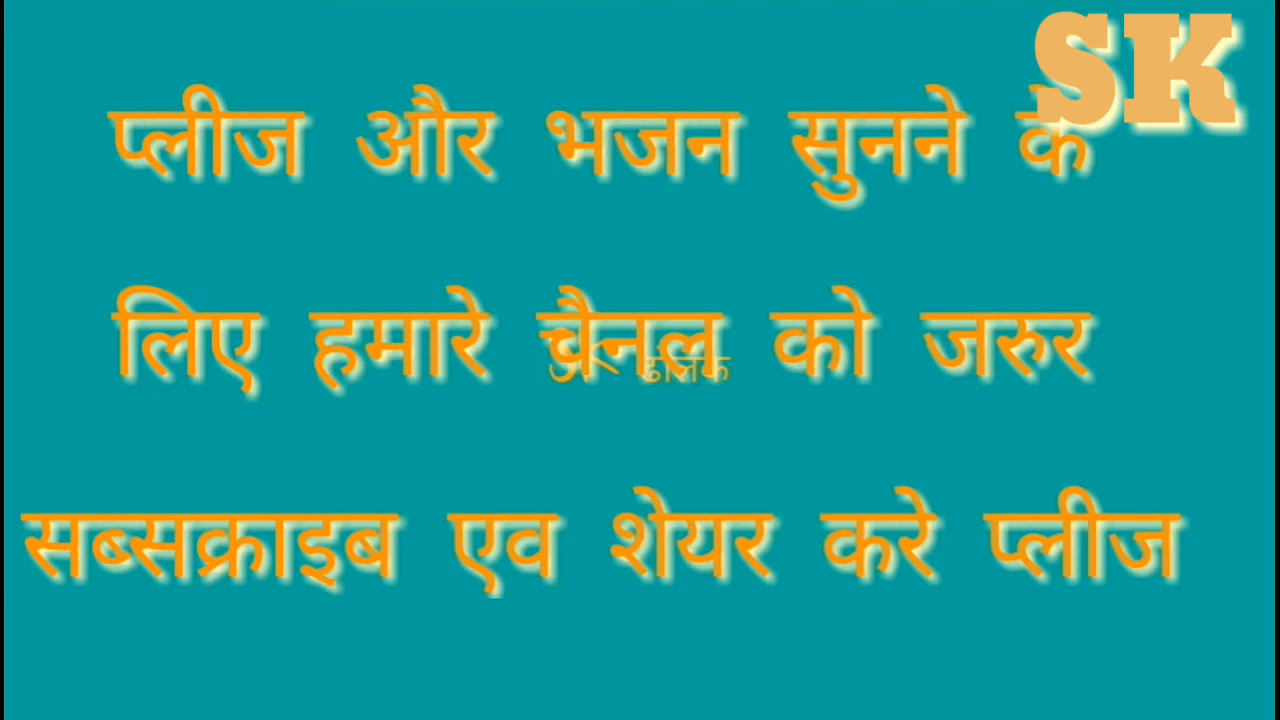 SK
प्लीज और भजन सुनने के
लिए हमारे चैनल को जरुर
सब्सक्राइब एव शेयर करे प्लीज